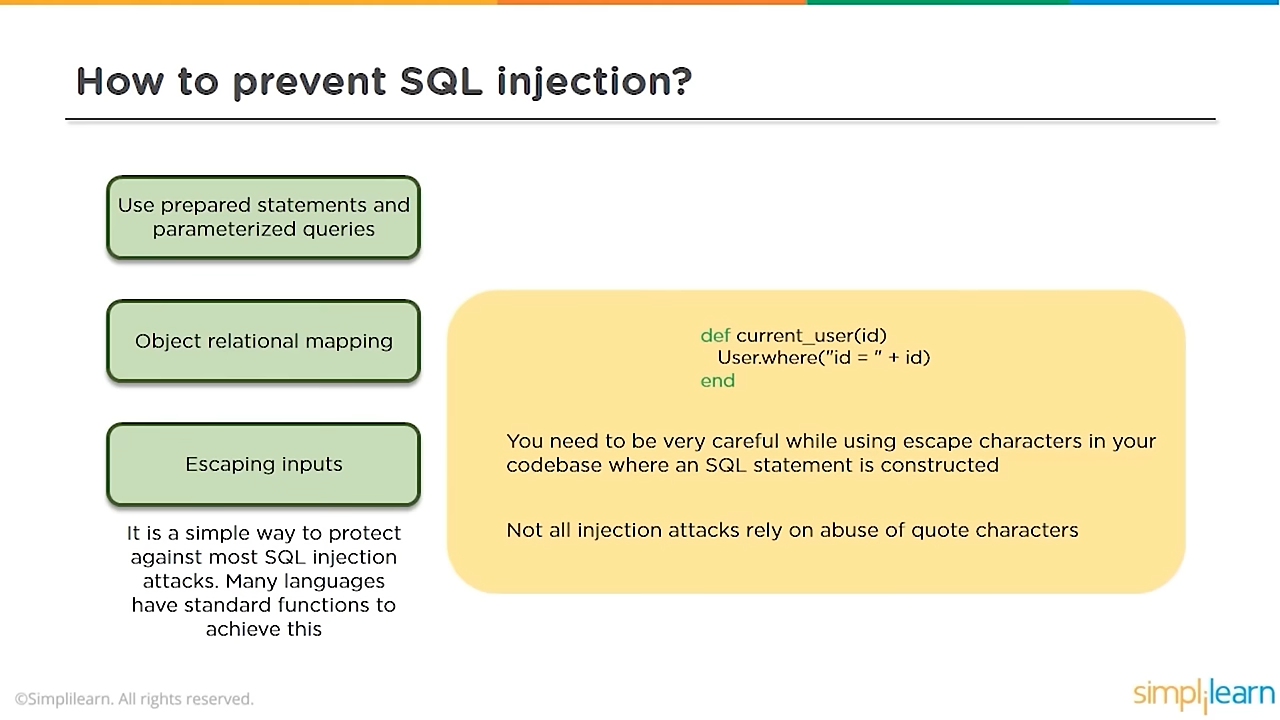 How to prevent SQL injection?
Use prepared statements and
parameterized queries
Object relational mapping
Escaping inputs
It is a simple way to protect
against most SQL injection
attacks. Many languages
have standard functions to
achieve this
def current_user(id)
User.where("id = " + id)
end
You need to be very careful while using escape characters in your
codebase where an SQL statement is constructed
Not all injection attacks rely on abuse of quote characters
©Simplilearn. All rights reserved.
simplilearn